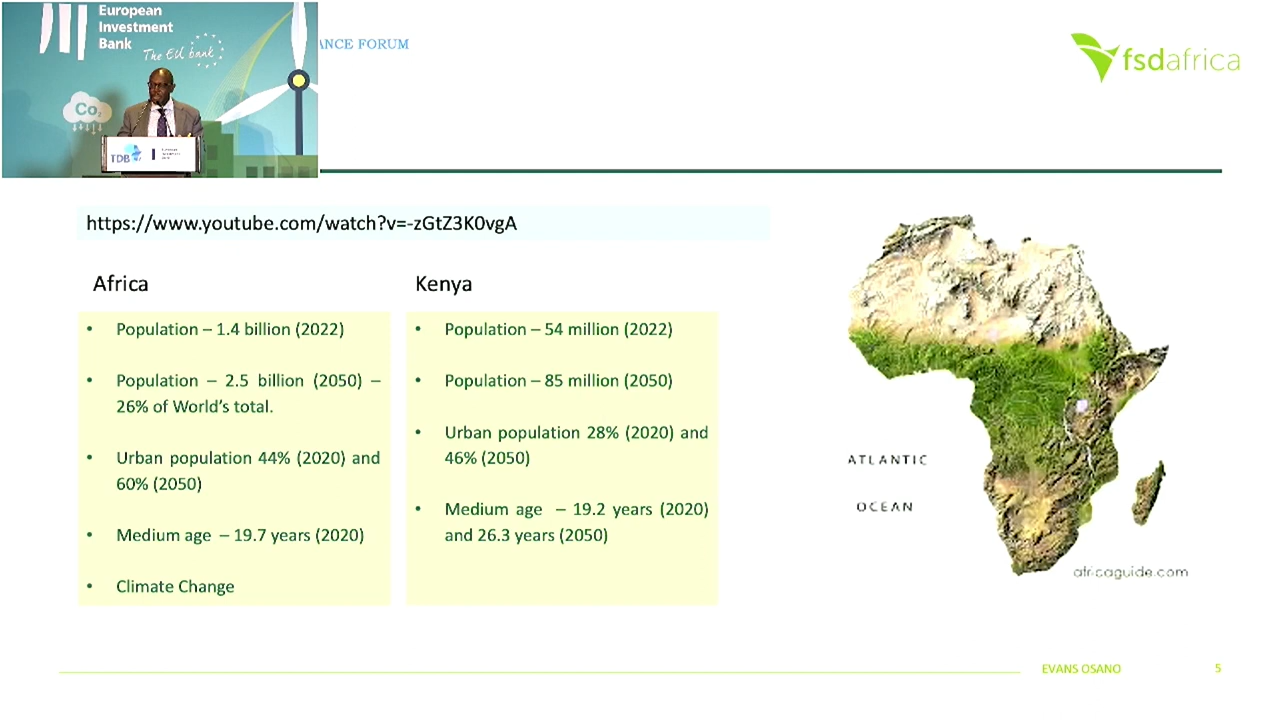 European
Investment
Bank
The EU bank
ANCE FORUM
fsdafrica
Co2
TDB
https://www.youtube.com/watch?v=-zGtZ3K0vgA
Africa
• Population – 1.4 billion (2022)
• Population – 2.5 billion (2050) –
26% of World's total.
• Urban population 44% (2020) and
60% (2050)
• Medium age – 19.7 years (2020)
• Climate Change
Kenya
• Population – 54 million (2022)
• Population – 85 million (2050)
• Urban population 28% (2020) and
46% (2050)
• Medium age – 19.2 years (2020)
and 26.3 years (2050)
ATLANTIC
OCEAN
africaguide.com
EVANS OSANO
5